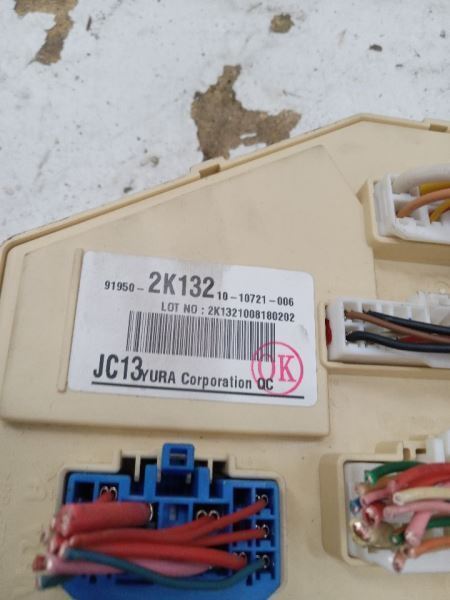 91950- 2K132 10-10721-006
LOT NO : 2K1321008180202
JC13 YURA Corporation QC
OK